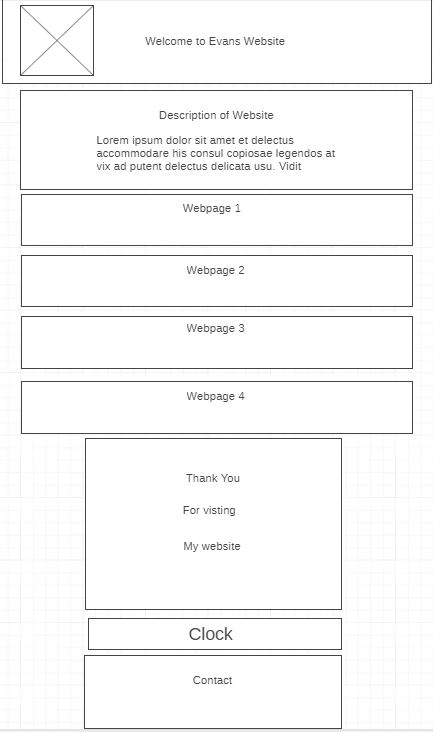 Welcome to Evans Website
Description of Website
Lorem ipsum dolor sit amet et delectus
accommodare his consul copiosae legendos at
vix ad putent delectus delicata usu. Vidit
Webpage 1
Webpage 2
Webpage 3
Webpage 4
Thank You
For visting
My website
Clock
Contact